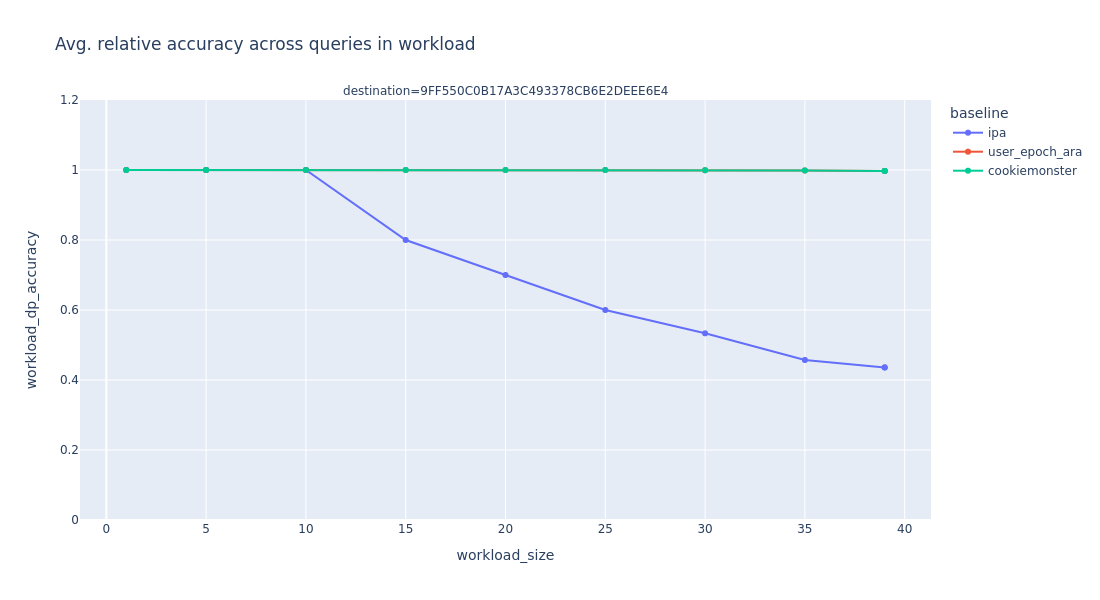 Avg. relative accuracy across queries in workload
destination=9FF550C0B17A3C493378CB6E2DEEE6E4
baseline
ipa
user_epoch_ara
cookiemonster
workload_dp_accuracy
1.2
1
0.8
0.6
0.4
0.2
0
0 5 10 15 20 25 30 35 40
workload_size